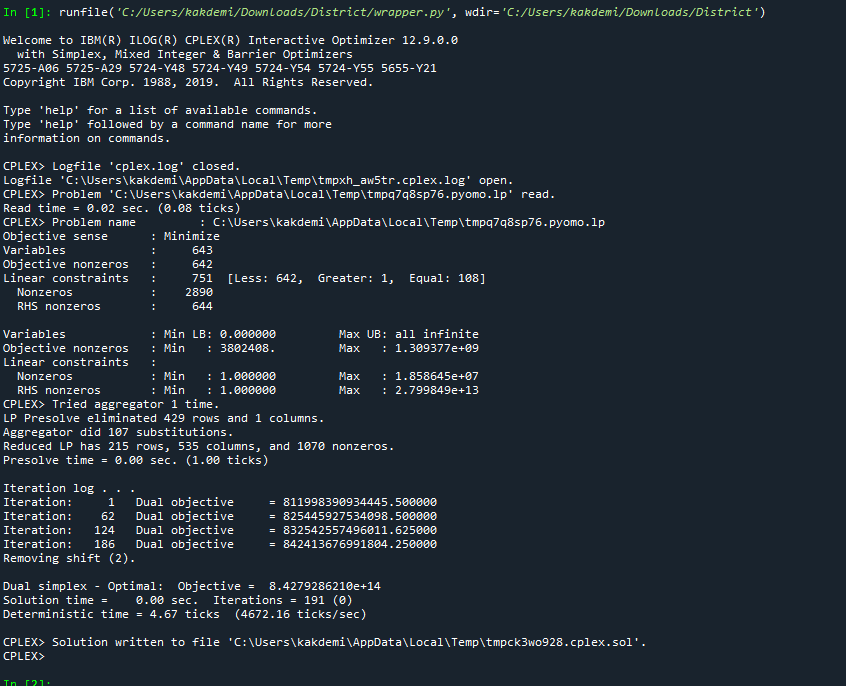 In [1]: runfile('C:/Users/kakdemi/Downloads/District/wrapper.py', wdir='C:/Users/kakdemi/Downloads/District')
Welcome to IBM(R) ILOG(R) CPLEX(R) Interactive Optimizer 12.9.0.0
  with Simplex, Mixed Integer & Barrier Optimizers
5725-A06 5725-A29 5724-Y48 5724-Y49 5724-Y54 5724-Y55 5655-Y21
Copyright IBM Corp. 1988, 2019.  All Rights Reserved.
Type 'help' for a list of available commands.
Type 'help' followed by a command name for more
information on commands.
CPLEX> Logfile 'cplex.log' closed.
Logfile 'C:\Users\kakdemi\AppData\Local\Temp\tmpxh_aw5tr.cplex.log' open.
CPLEX> Problem 'C:\Users\kakdemi\AppData\Local\Temp\tmpq7q8sp76.pyomo.lp' read.
Read time = 0.02 sec. (0.08 ticks)
CPLEX> Problem name         : C:\Users\kakdemi\AppData\Local\Temp\tmpq7q8sp76.pyomo.lp
Objective sense      : Minimize
Variables            :     643
Objective nonzeros   :     642
Linear constraints   :     751  [Less: 642,  Greater: 1,  Equal: 108]
  Nonzeros           :    2890
  RHS nonzeros       :     644
Variables            : Min LB: 0.000000         Max UB: all infinite
Objective nonzeros   : Min   : 3802408.         Max   : 1.309377e+09
Linear constraints   :
  Nonzeros           : Min   : 1.000000         Max   : 1.858645e+07
  RHS nonzeros       : Min   : 1.000000         Max   : 2.799849e+13
CPLEX> Tried aggregator 1 time.
LP Presolve eliminated 429 rows and 1 columns.
Aggregator did 107 substitutions.
Reduced LP has 215 rows, 535 columns, and 1070 nonzeros.
Presolve time = 0.00 sec. (1.00 ticks)
Iteration log . . .
Iteration:     1   Dual objective     = 811998390934445.500000
Iteration:    62   Dual objective     = 825445927534098.500000
Iteration:   124   Dual objective     = 832542557496011.625000
Iteration:   186   Dual objective     = 842413676991804.250000
Removing shift (2).
Dual simplex - Optimal:  Objective =  8.4279286210e+14
Solution time =    0.00 sec.  Iterations = 191 (0)
Deterministic time = 4.67 ticks  (4672.16 ticks/sec)
CPLEX> Solution written to file 'C:\Users\kakdemi\AppData\Local\Temp\tmpck3wo928.cplex.sol'.
CPLEX>
In [2]: